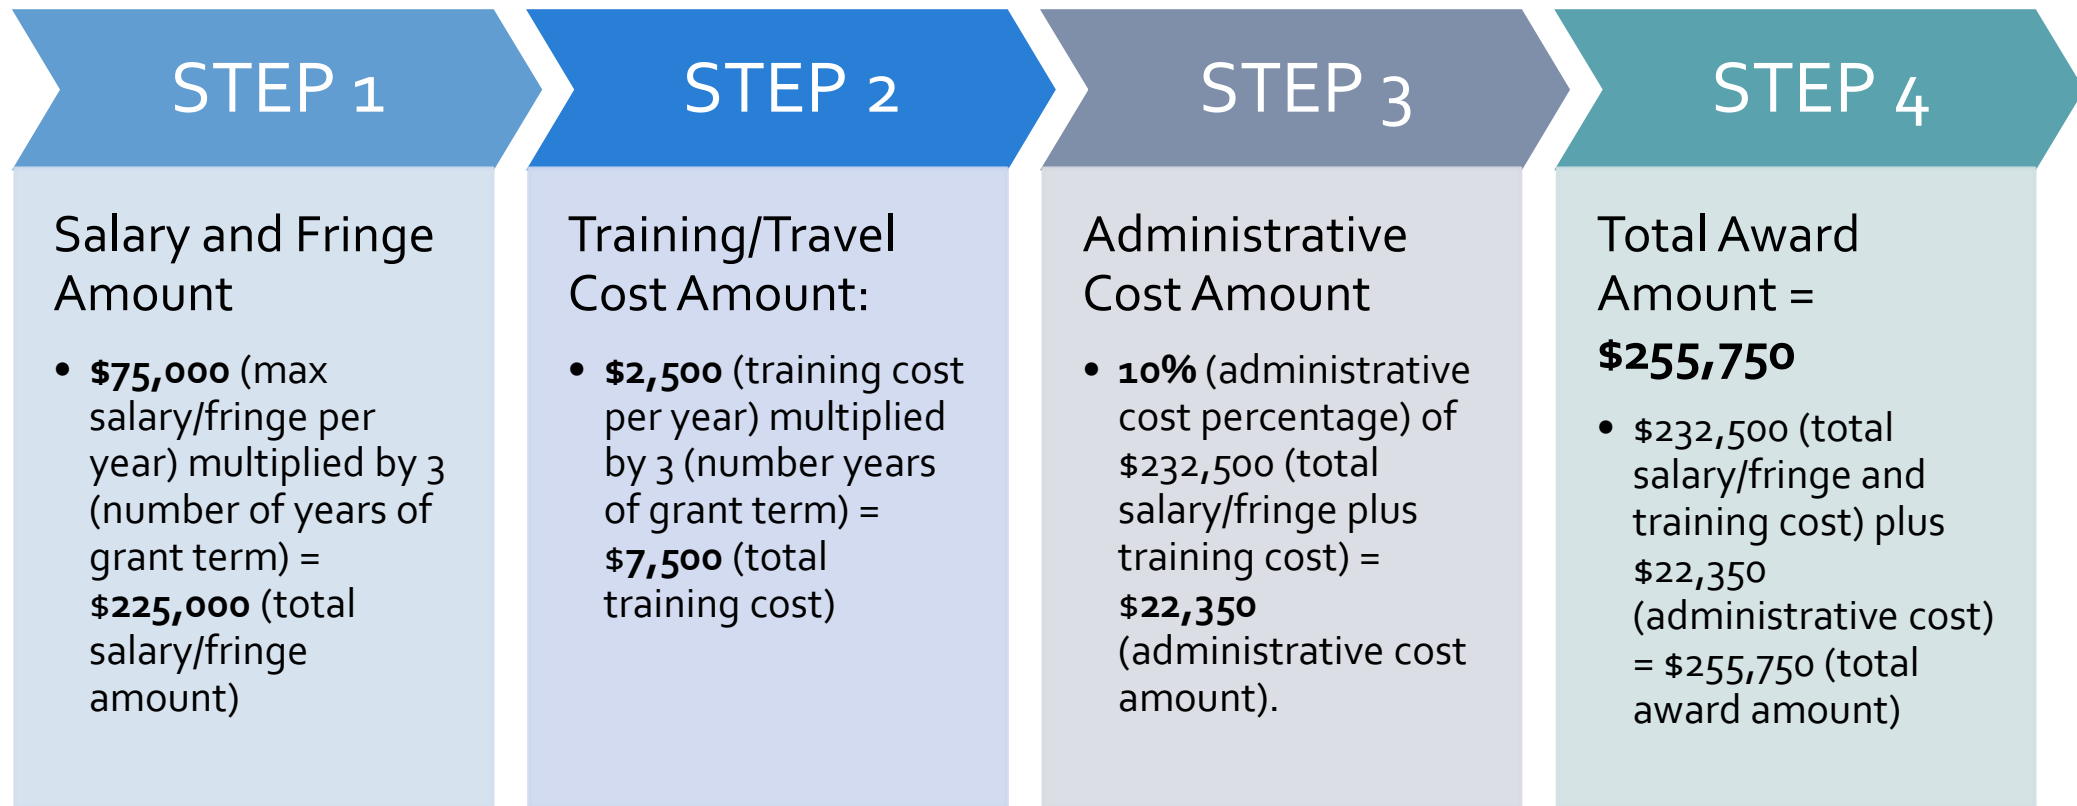 STEP 1
Salary and Fringe
Amount
• $75,000 (max
salary/fringe per
year) multiplied by 3
(number of years of
grant term) =
$225,000 (total
salary/fringe
amount)
STEP 2
Training/Travel
Cost Amount:
• $2,500 (training cost
per year) multiplied
by 3 (number years
of grant term) =
$7,500 (total
training cost)
STEP 3
Administrative
Cost Amount
• 10% (administrative
cost percentage) of
$232,500 (total
salary/fringe plus
training cost) =
$22,350
(administrative cost
amount).
STEP 4
Total Award
Amount =
$255,750
• $232,500 (total
salary/fringe and
training cost) plus
$22,350
(administrative cost)
= $255,750 (total
award amount)